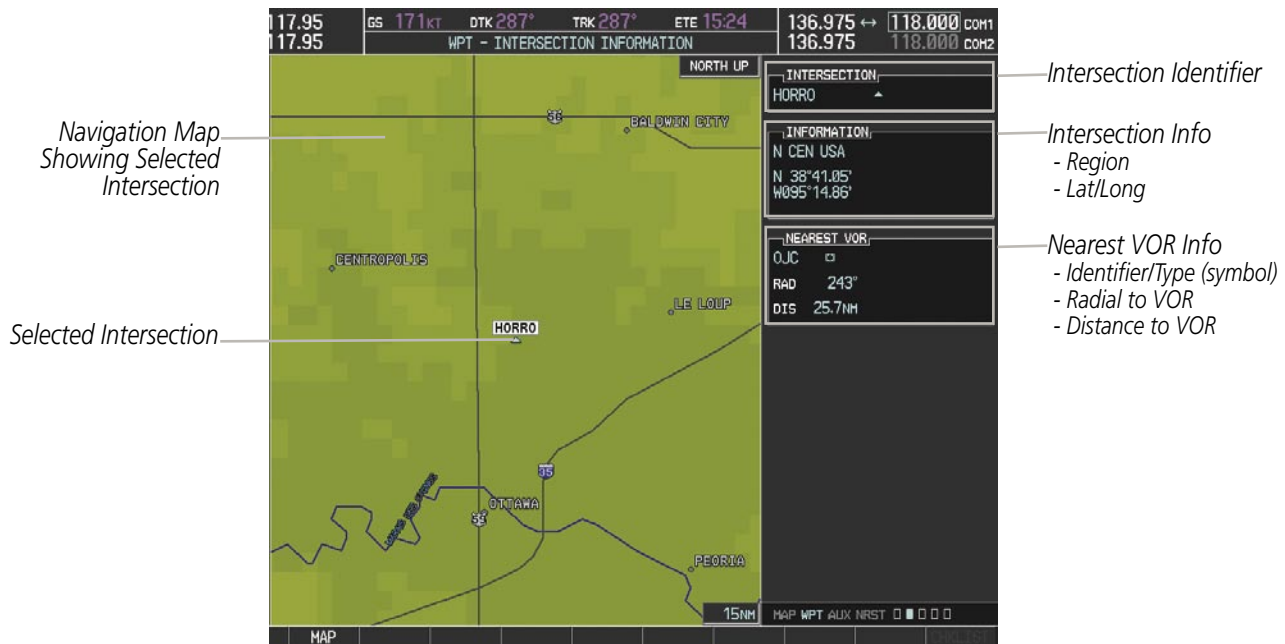 117.95
117.95
GS 171KT DTK 287° TRK 287° ETE 15:24
WPT - INTERSECTION INFORMATION
136.975 ↔ 118.000 COM1
136.975 118.000 COM2
NORTH UP
INTERSECTION
HORRO
INFORMATION
N CEN USA
N 38°41.05'
W095°14.86'
NEAREST VOR
OJC
RAD 243°
DIS 25.7NM
Intersection Identifier
Intersection Info
- Region
- Lat/Long
Nearest VOR Info
- Identifier/Type (symbol)
- Radial to VOR
- Distance to VOR
Navigation Map
Showing Selected
Intersection
Selected Intersection
56
BALDWIN CITY
CENTROPOLIS
LE LOUP
HORRO
35
OTTAWA
PEORIA
15NM
MAP WPT AUX NRST
MAP
CHKLIST